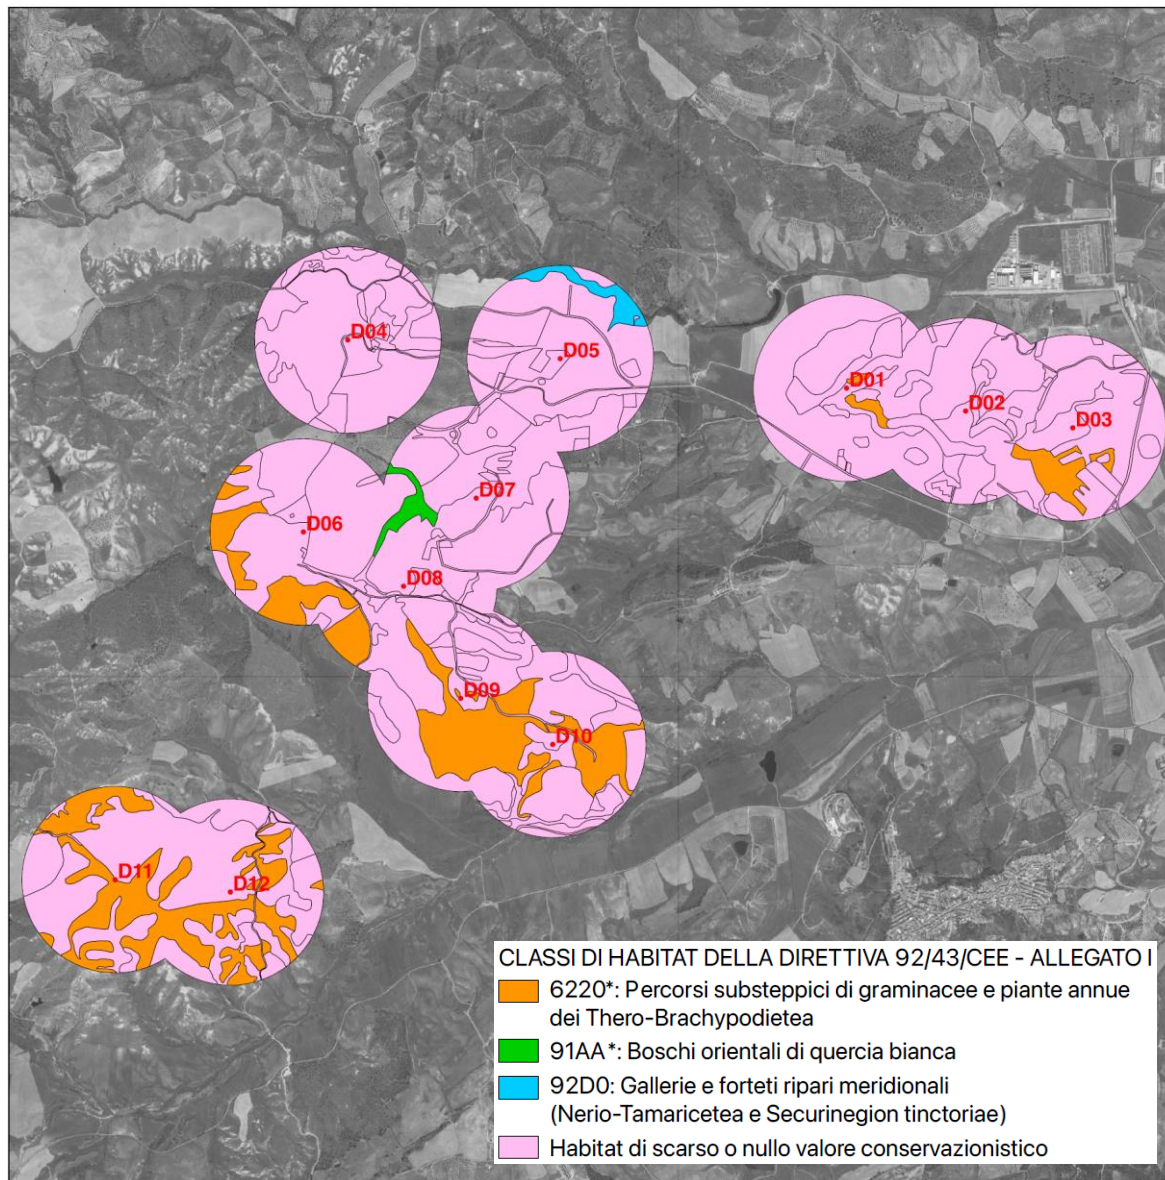 D04
D05
D01
D02
D03
D07
D06
D08
D09
D10
D11
D12
CLASSI DI HABITAT DELLA DIRETTIVA 92/43/CEE - ALLEGATO I
6220*: Percorsi substeppici di graminacee e piante annue
dei Thero-Brachypodietea
91AA*: Boschi orientali di quercia bianca
92D0: Gallerie e forteti ripari meridionali
(Nerio-Tamaricetea e Securinegion tinctoriae)
Habitat di scarso o nullo valore conservazionistico